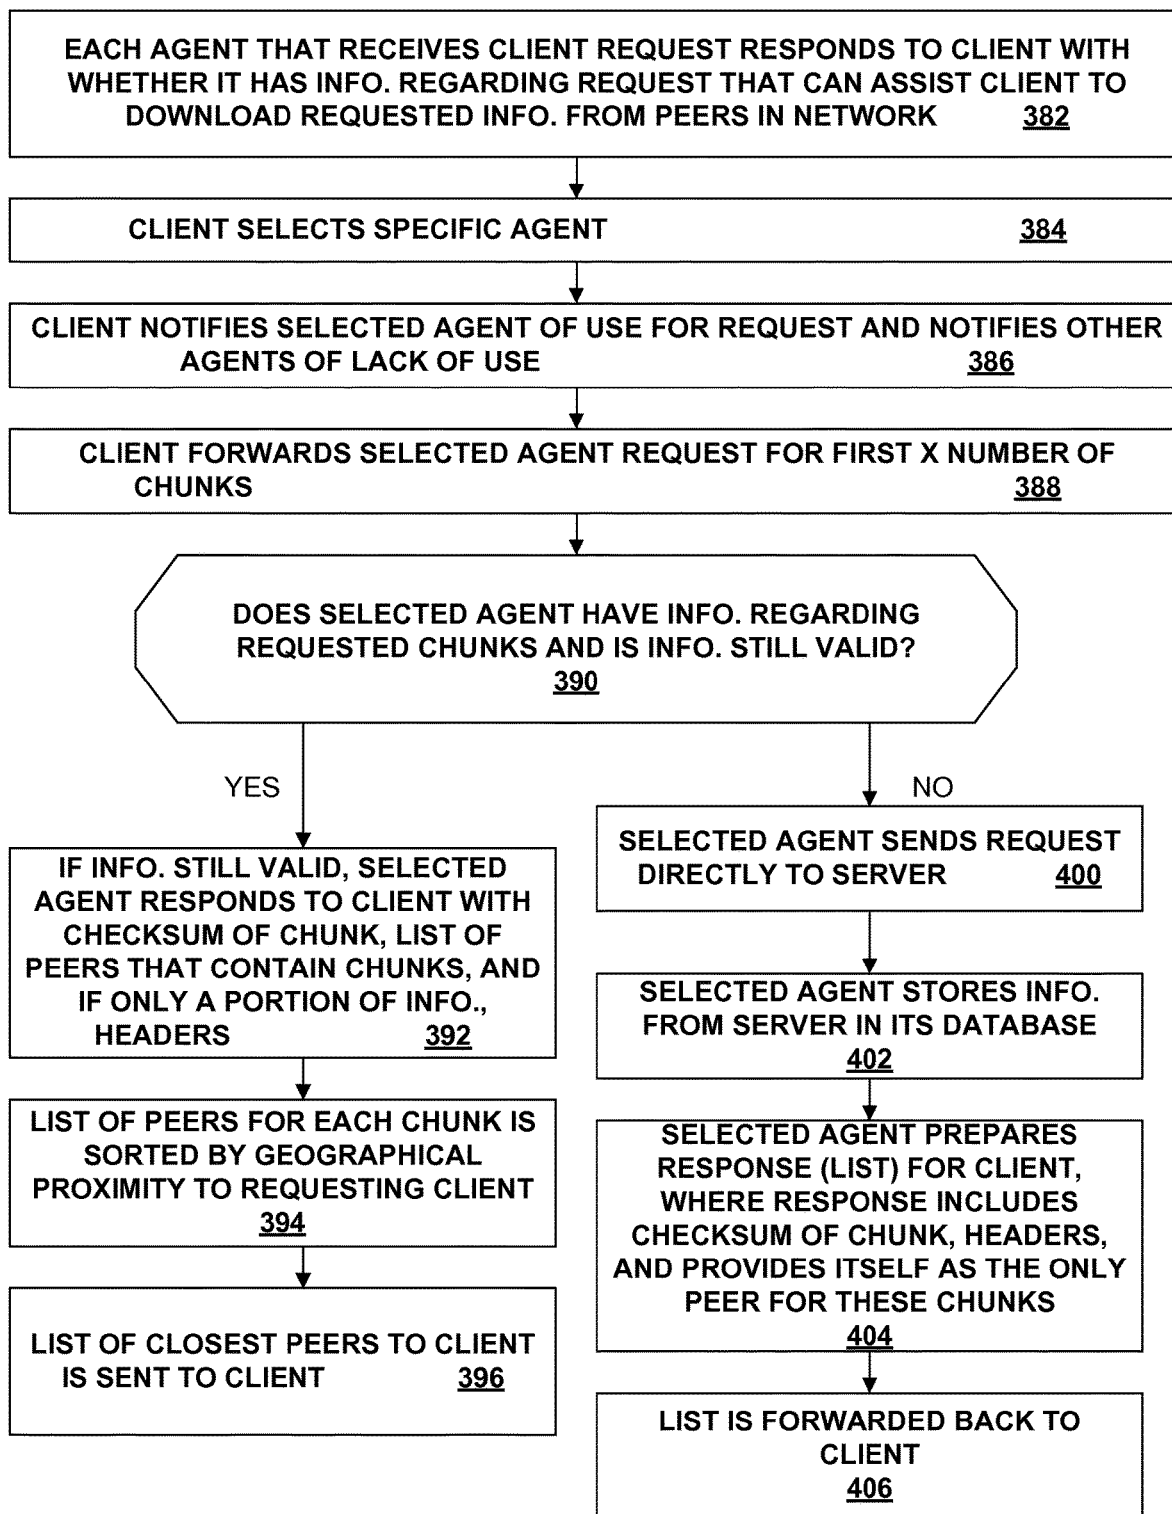 EACH AGENT THAT RECEIVES CLIENT REQUEST RESPONDS TO CLIENT WITH
WHETHER IT HAS INFO. REGARDING REQUEST THAT CAN ASSIST CLIENT TO
DOWNLOAD REQUESTED INFO. FROM PEERS IN NETWORK 382
CLIENT SELECTS SPECIFIC AGENT 384
CLIENT NOTIFIES SELECTED AGENT OF USE FOR REQUEST AND NOTIFIES OTHER
AGENTS OF LACK OF USE 386
CLIENT FORWARDS SELECTED AGENT REQUEST FOR FIRST X NUMBER OF
CHUNKS 388
DOES SELECTED AGENT HAVE INFO. REGARDING
REQUESTED CHUNKS AND IS INFO. STILL VALID?
390
YES
IF INFO. STILL VALID, SELECTED
AGENT RESPONDS TO CLIENT WITH
CHECKSUM OF CHUNK, LIST OF
PEERS THAT CONTAIN CHUNKS, AND
IF ONLY A PORTION OF INFO.,
HEADERS 392
LIST OF PEERS FOR EACH CHUNK IS
SORTED BY GEOGRAPHICAL
PROXIMITY TO REQUESTING CLIENT
394
LIST OF CLOSEST PEERS TO CLIENT
IS SENT TO CLIENT 396
NO
SELECTED AGENT SENDS REQUEST
DIRECTLY TO SERVER 400
SELECTED AGENT STORES INFO.
FROM SERVER IN ITS DATABASE
402
SELECTED AGENT PREPARES
RESPONSE (LIST) FOR CLIENT,
WHERE RESPONSE INCLUDES
CHECKSUM OF CHUNK, HEADERS,
AND PROVIDES ITSELF AS THE ONLY
PEER FOR THESE CHUNKS
404
LIST IS FORWARDED BACK TO
CLIENT
406